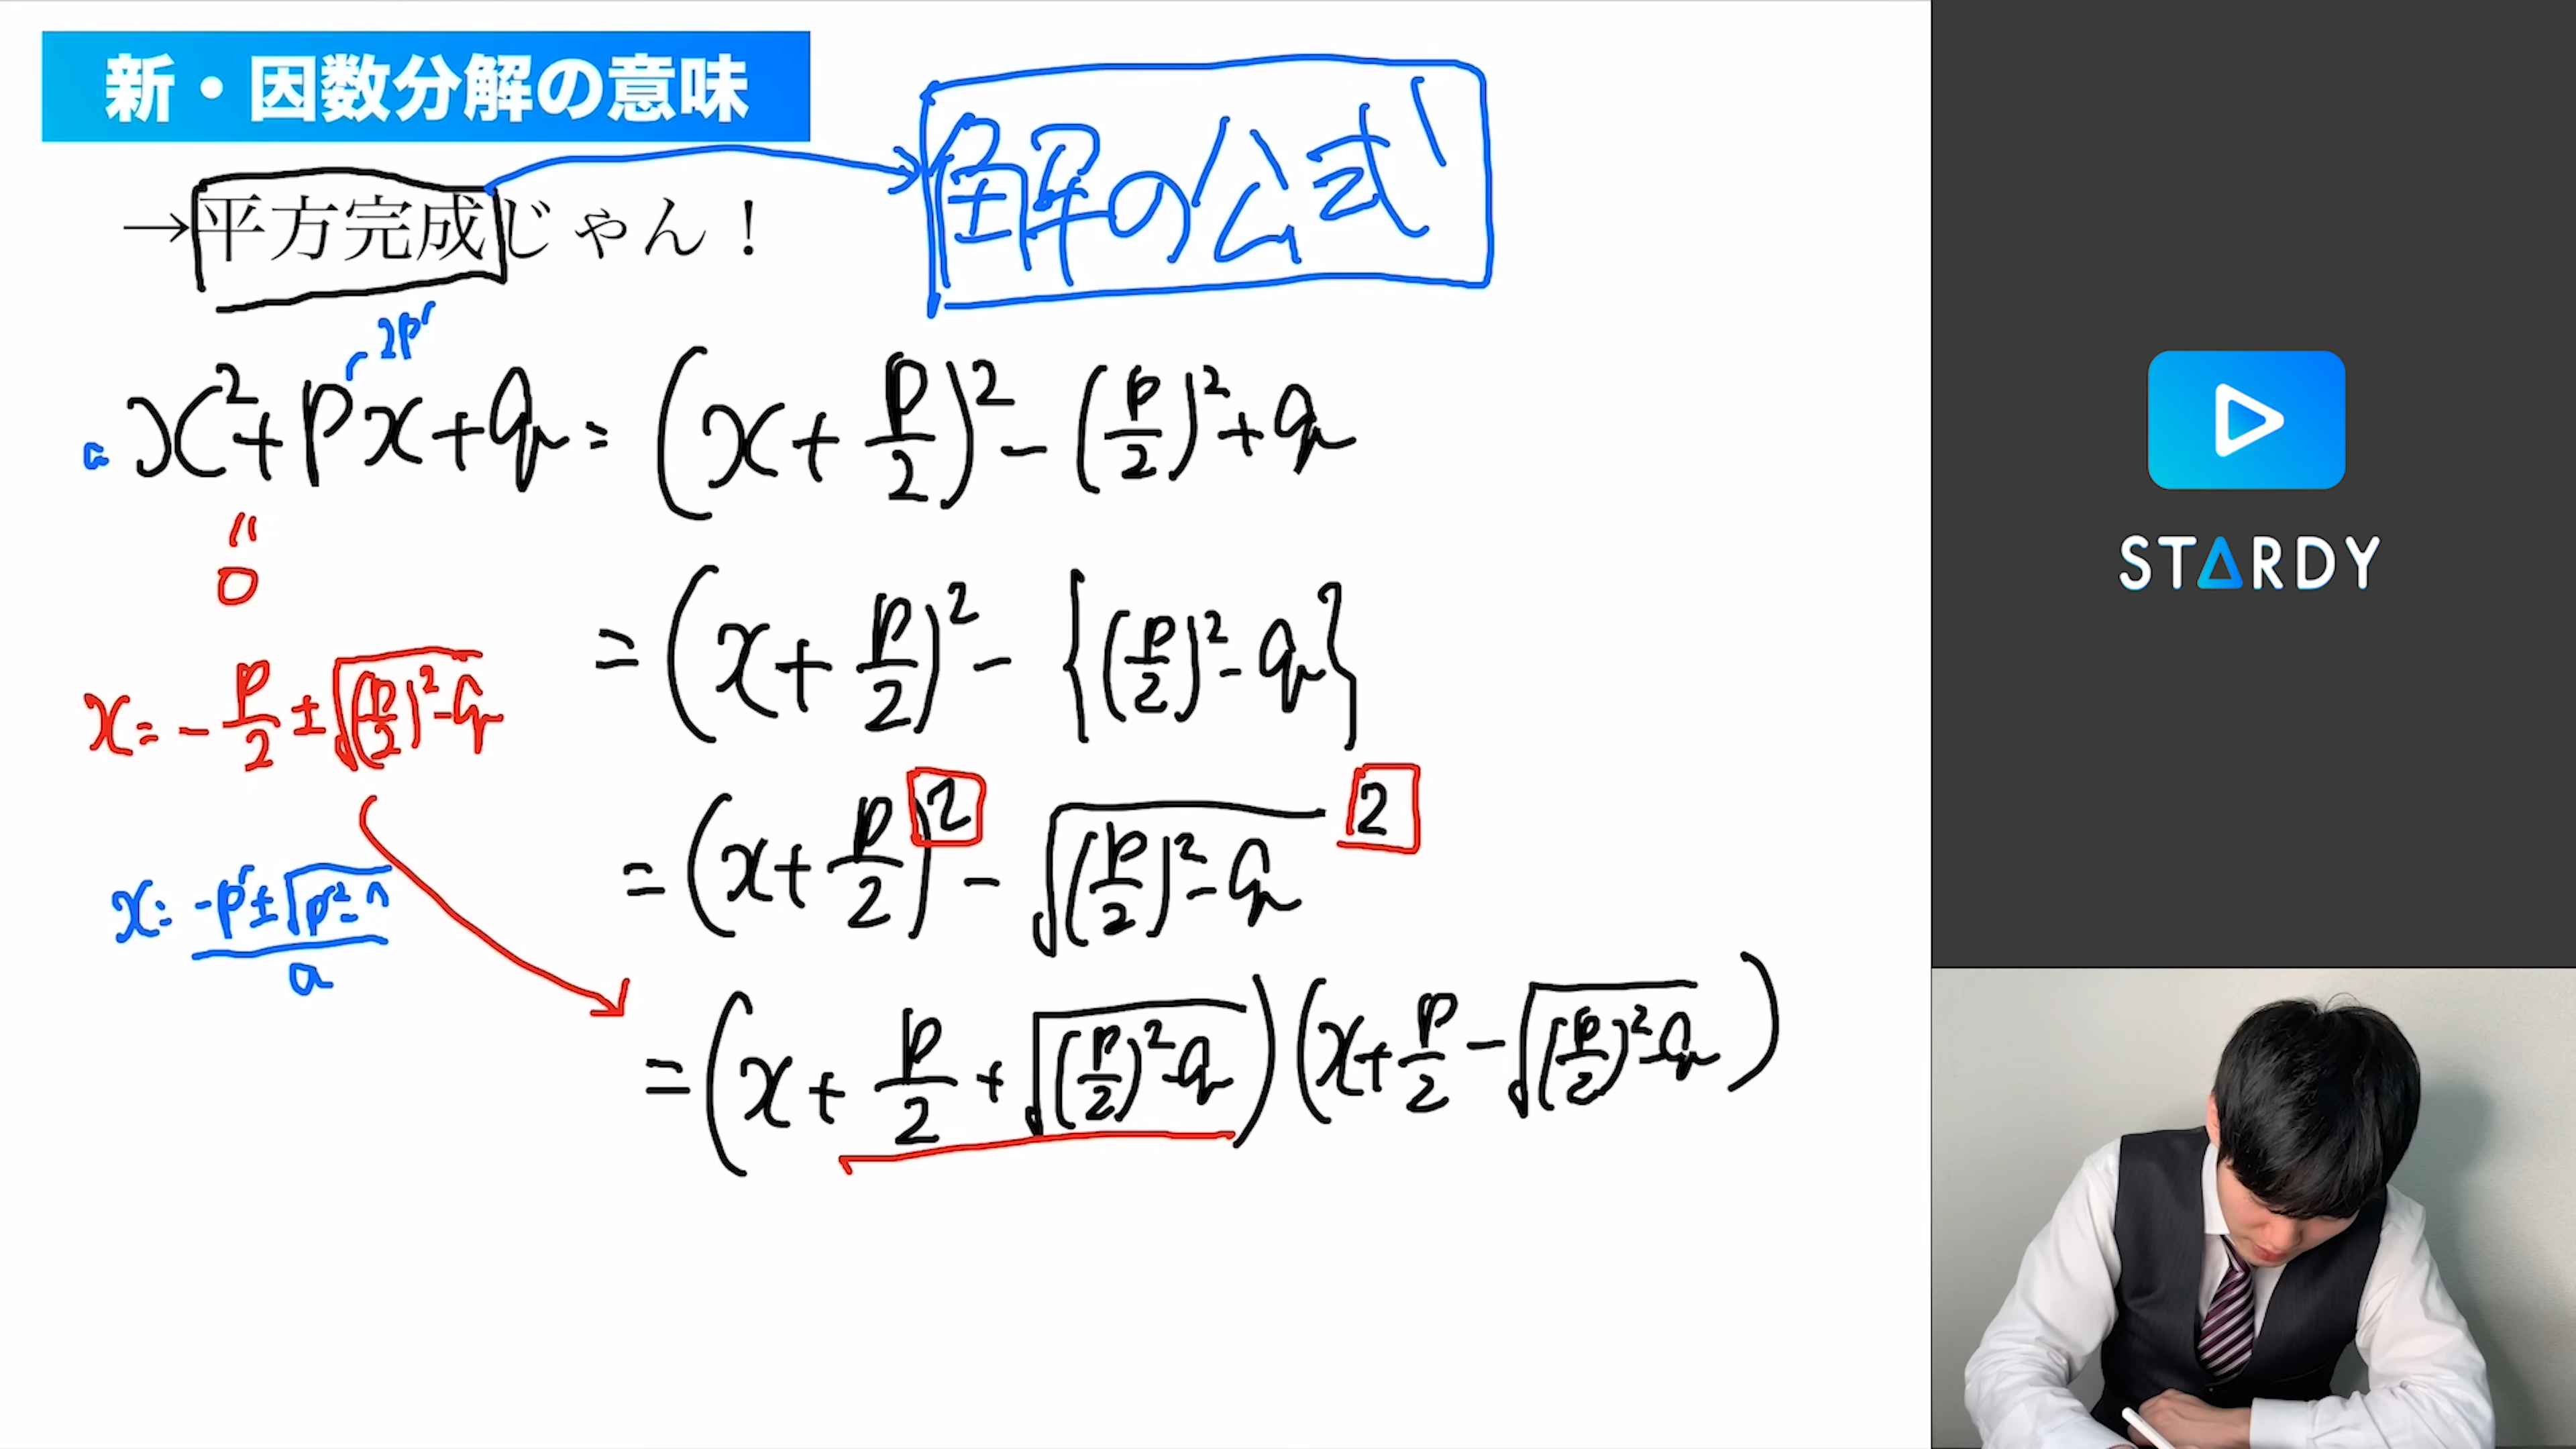 新・因数分解の意味
→平方完成じゃん！
解の公式
2p'
a x²+px+q = (x+p/2)²-(p/2)²+q
=
0
= (x+p/2)²-{(p/2)²-q}
x=-p/2±√((p/2)²-q)
= (x+p/2)²-√((p/2)²-q)²
x=(-p'±√(p'²-))/a
= (x+p/2+√((p/2)²-q))(x+p/2-√((p/2)²-q))
STARDY